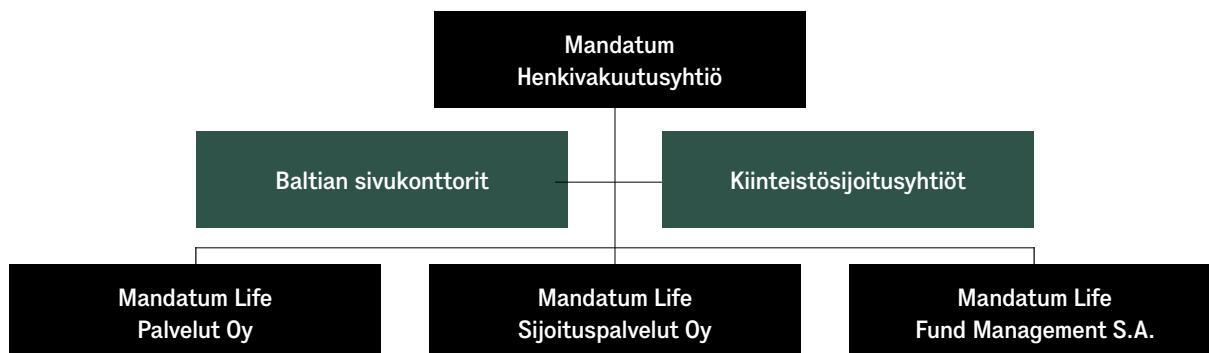 Mandatum
Henkivakuutusyhtiö
Baltian sivukonttorit
Kiinteistösijoitusyhtiöt
Mandatum Life
Palvelut Oy
Mandatum Life
Sijoituspalvelut Oy
Mandatum Life
Fund Management S.A.